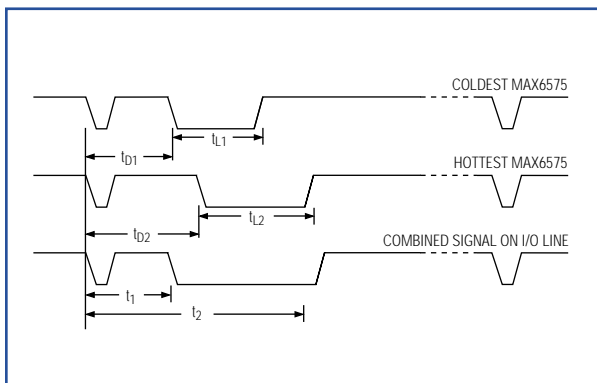 COLDEST MAX6575
tD1
tL1
HOTTEST MAX6575
tD2
tL2
COMBINED SIGNAL ON I/O LINE
t1
t2